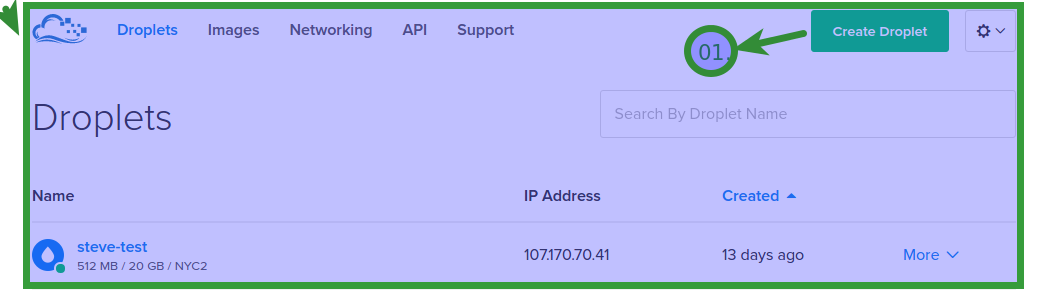 Droplets Images Networking API Support 01. Create Droplet
Droplets Search By Droplet Name
Name IP Address Created
steve-test 107.170.70.41 13 days ago More
512 MB / 20 GB / NYC2